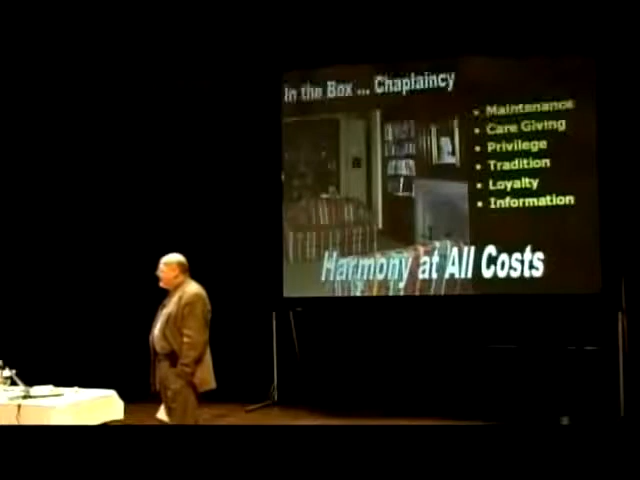 In the Box ... Chaplaincy
• Maintenance
• Care Giving
• Privilege
• Tradition
• Loyalty
• Information
Harmony at All Costs